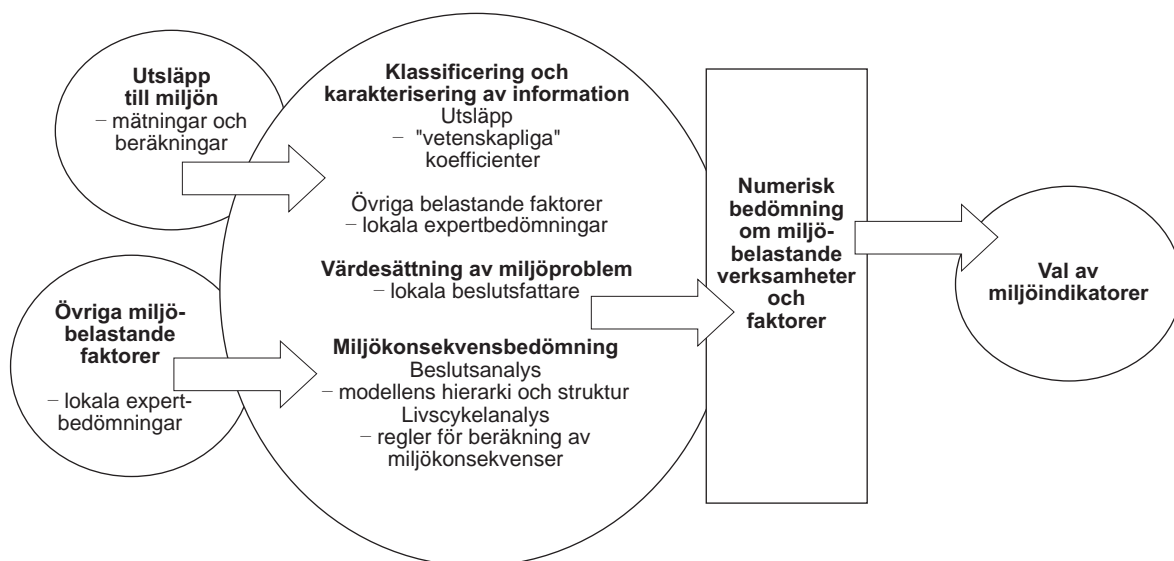 Utsläpp
till miljön
– mätningar och
beräkningar
Övriga miljö-
belastande
faktorer
– lokala expert-
bedömningar
Klassificering och
karakterisering av information
Utsläpp
– "vetenskapliga"
koefficienter
Övriga belastande faktorer
– lokala expertbedömningar
Värdesättning av miljöproblem
– lokala beslutsfattare
Miljökonsekvensbedömning
Beslutsanalys
– modellens hierarki och struktur
Livscykelanalys
– regler för beräkning av
miljökonsekvenser
Numerisk
bedömning
om miljö-
belastande
verksamheter
och
faktorer
Val av
miljöindikatorer